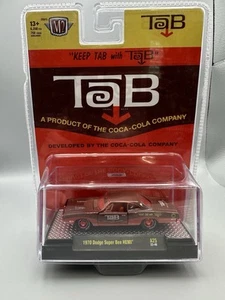 13+
M2
"KEEP TAB with TaB"
TaB
A PRODUCT OF THE COCA-COLA COMPANY
DEVELOPED BY THE COCA-COLA COMPANY
TaB
1970 Dodge Super Bee HEMI